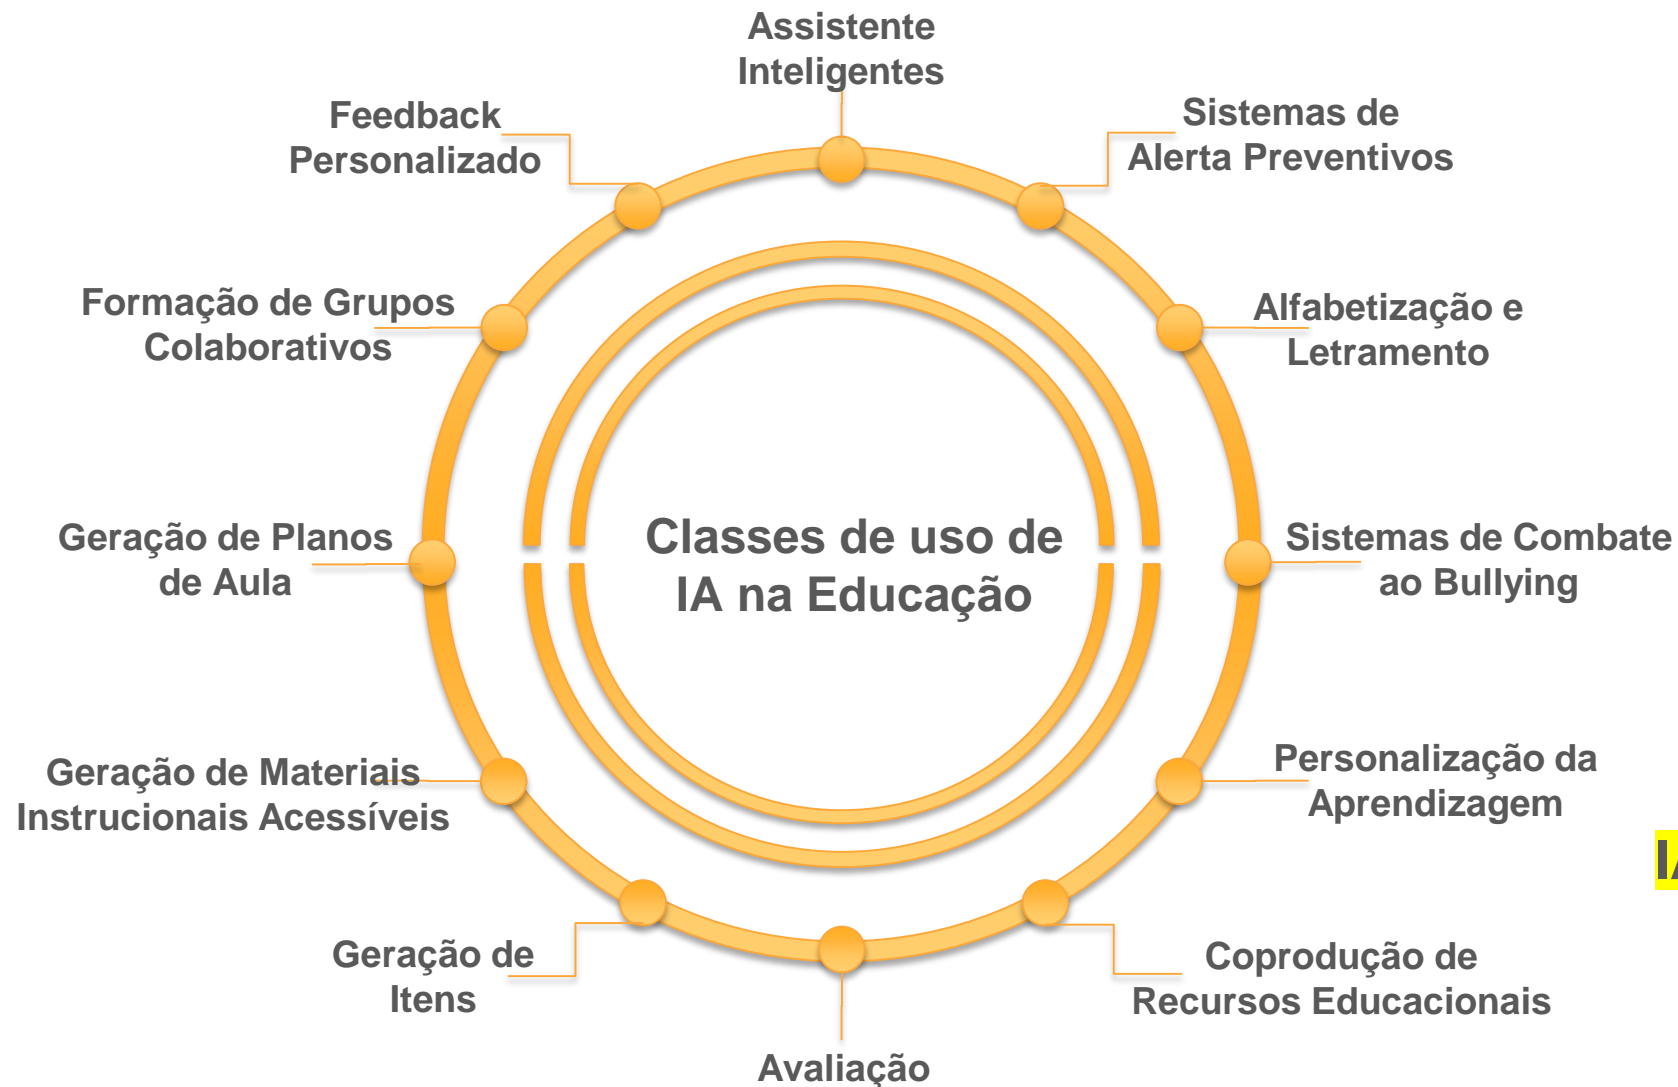 Assistente
Inteligentes
Sistemas de
Alerta Preventivos
Alfabetização e
Letramento
Sistemas de Combate
ao Bullying
Personalização da
Aprendizagem
Coprodução de
Recursos Educacionais
Avaliação
Geração de
Itens
Geração de Materiais
Instrucionais Acessíveis
Geração de Planos
de Aula
Formação de Grupos
Colaborativos
Feedback
Personalizado
Classes de uso de
IA na Educação